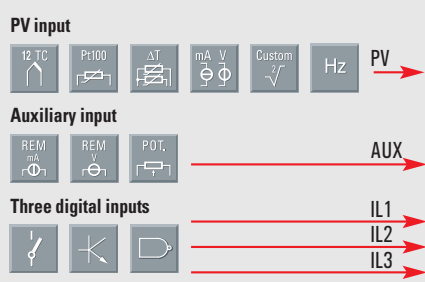 PV input
12 TC Pt100 ΔT mA V Custom Hz PV
Auxiliary input
REM mA REM V POT. AUX
Three digital inputs
IL1
IL2
IL3